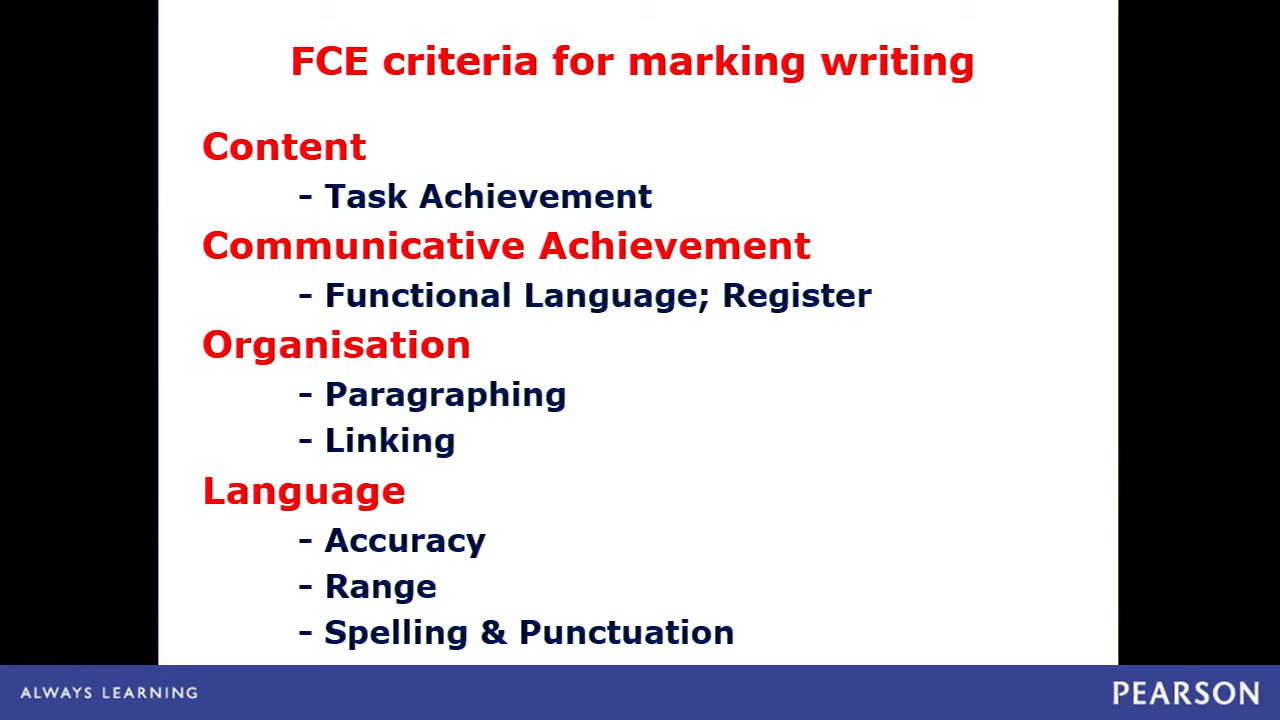 FCE criteria for marking writing
Content
- Task Achievement
Communicative Achievement
- Functional Language; Register
Organisation
- Paragraphing
- Linking
Language
- Accuracy
- Range
- Spelling & Punctuation
ALWAYS LEARNING
PEARSON